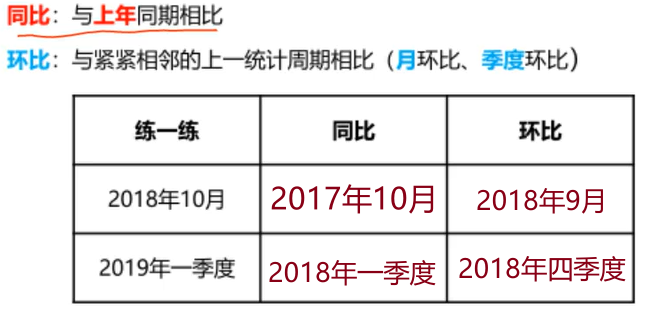 同比：与上年同期相比
环比：与紧紧相邻的上一统计周期相比（月环比、季度环比）
练一练 同比 环比
2018年10月 2017年10月 2018年9月
2019年一季度 2018年一季度 2018年四季度